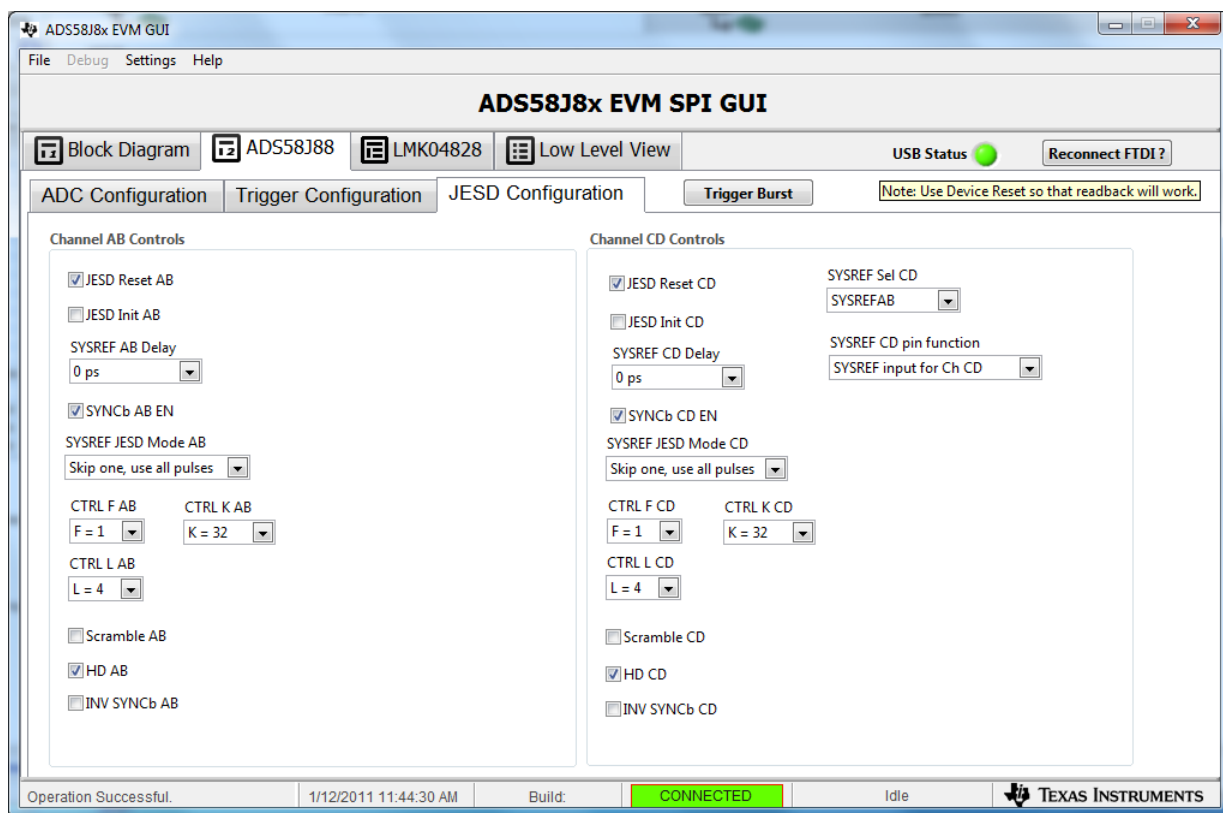 ADS58J8x EVM GUI
File Debug Settings Help
ADS58J8x EVM SPI GUI
Block Diagram ADS58J88 LMK04828 Low Level View USB Status Reconnect FTDI ?
ADC Configuration Trigger Configuration JESD Configuration Trigger Burst Note: Use Device Reset so that readback will work.
Channel AB Controls
JESD Reset AB
JESD Init AB
SYSREF AB Delay
0 ps
SYNCb AB EN
SYSREF JESD Mode AB
Skip one, use all pulses
CTRL F AB CTRL K AB
F = 1 K = 32
CTRL L AB
L = 4
Scramble AB
HD AB
INV SYNCb AB
Channel CD Controls
JESD Reset CD
JESD Init CD
SYSREF CD Delay
0 ps
SYNCb CD EN
SYSREF JESD Mode CD
Skip one, use all pulses
CTRL F CD CTRL K CD
F = 1 K = 32
CTRL L CD
L = 4
Scramble CD
HD CD
INV SYNCb CD
SYSREF Sel CD
SYSREFAB
SYSREF CD pin function
SYSREF input for Ch CD
Operation Successful. 1/12/2011 11:44:30 AM Build: CONNECTED Idle TEXAS INSTRUMENTS